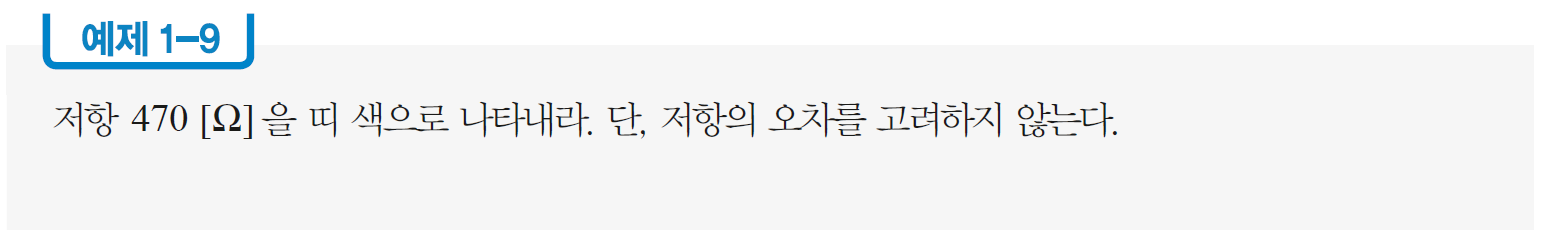 예제 1-9
저항 470 [Ω]을 띠 색으로 나타내라. 단, 저항의 오차를 고려하지 않는다.